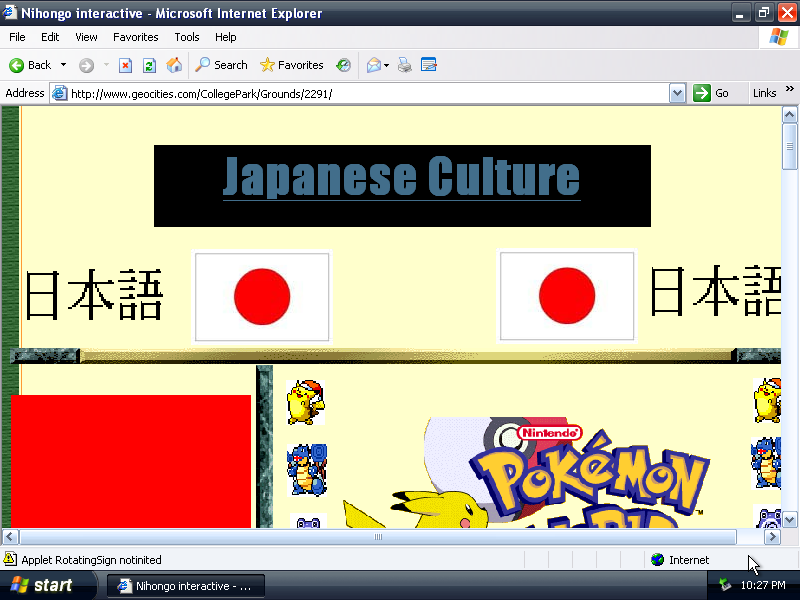 Nihongo interactive - Microsoft Internet Explorer
File Edit View Favorites Tools Help
Back Search Favorites
Address http://www.geocities.com/CollegePark/Grounds/2291/ Go Links »
Japanese Culture
日本語 日本語
Nintendo®
POKéMON™
WORLD
Applet RotatingSign notinited Internet
start Nihongo interactive - ... 10:27 PM